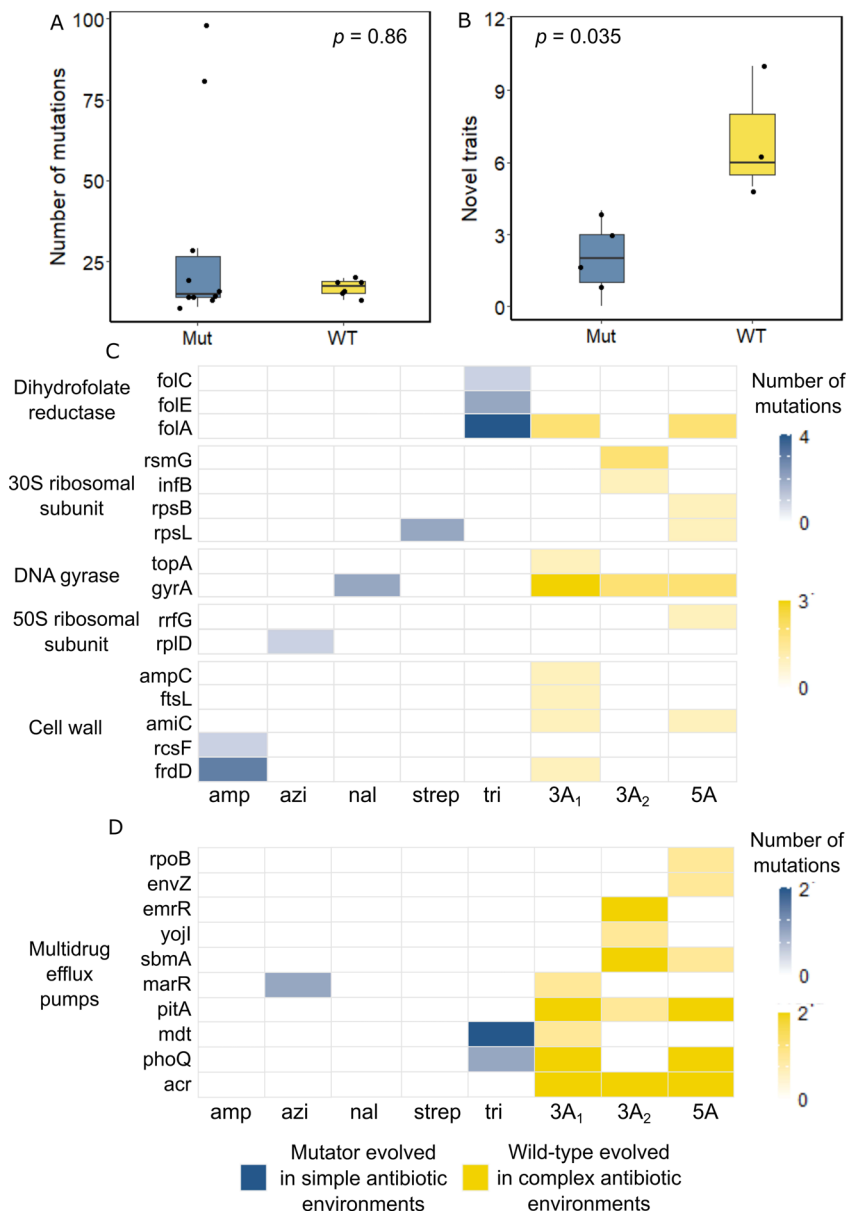 A
p = 0.86
100
75
50
25
Number of mutations
Mut
WT
B
p = 0.035
12
9
6
3
0
Novel traits
Mut
WT
C
Dihydrofolate
reductase
folC
folE
folA
30S ribosomal
subunit
rsmG
infB
rpsB
rpsL
DNA gyrase
topA
gyrA
50S ribosomal
subunit
rrfG
rplD
Cell wall
ampC
ftsL
amiC
rcsF
frdD
amp azi nal strep tri 3A₁ 3A₂ 5A
Number of
mutations
4
2
0
3
0
D
Multidrug
efflux
pumps
rpoB
envZ
emrR
yojI
sbmA
marR
pitA
mdt
phoQ
acr
amp azi nal strep tri 3A₁ 3A₂ 5A
Number of
mutations
2
0
2
0
Mutator evolved
in simple antibiotic
environments
Wild-type evolved
in complex antibiotic
environments